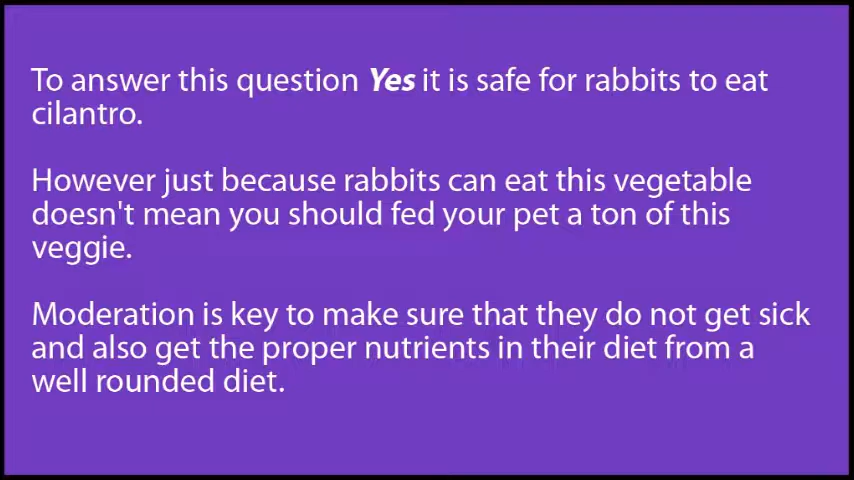 To answer this question Yes it is safe for rabbits to eat
cilantro.
However just because rabbits can eat this vegetable
doesn't mean you should fed your pet a ton of this
veggie.
Moderation is key to make sure that they do not get sick
and also get the proper nutrients in their diet from a
well rounded diet.